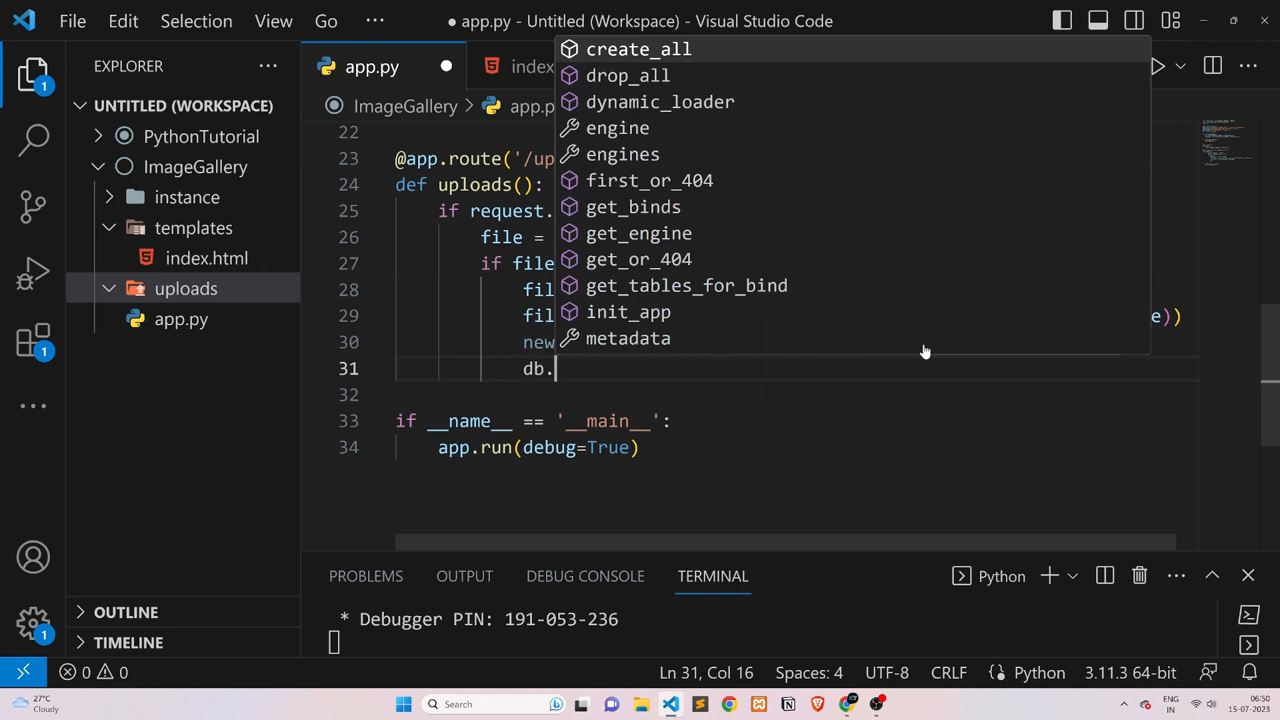 File Edit Selection View Go ··· ● app.py - Untitled (Workspace) - Visual Studio Code
EXPLORER ···
app.py ●
index
UNTITLED (WORKSPACE)
PythonTutorial
ImageGallery
instance
templates
index.html
uploads
app.py
OUTLINE
TIMELINE
ImageGallery > app.p
22
23 @app.route('/up
24 def uploads():
25 if request.
26 file =
27 if file
28 fil
29 fil e))
30 new
31 db.
32
33 if __name__ == '__main__':
34 app.run(debug=True)
create_all
drop_all
dynamic_loader
engine
engines
first_or_404
get_binds
get_engine
get_or_404
get_tables_for_bind
init_app
metadata
PROBLEMS OUTPUT DEBUG CONSOLE TERMINAL Python
* Debugger PIN: 191-053-236
1
1
1
0 0 Ln 31, Col 16 Spaces: 4 UTF-8 CRLF Python 3.11.3 64-bit
27°C
Cloudy
Search
ENG
IN
06:50
15-07-2023